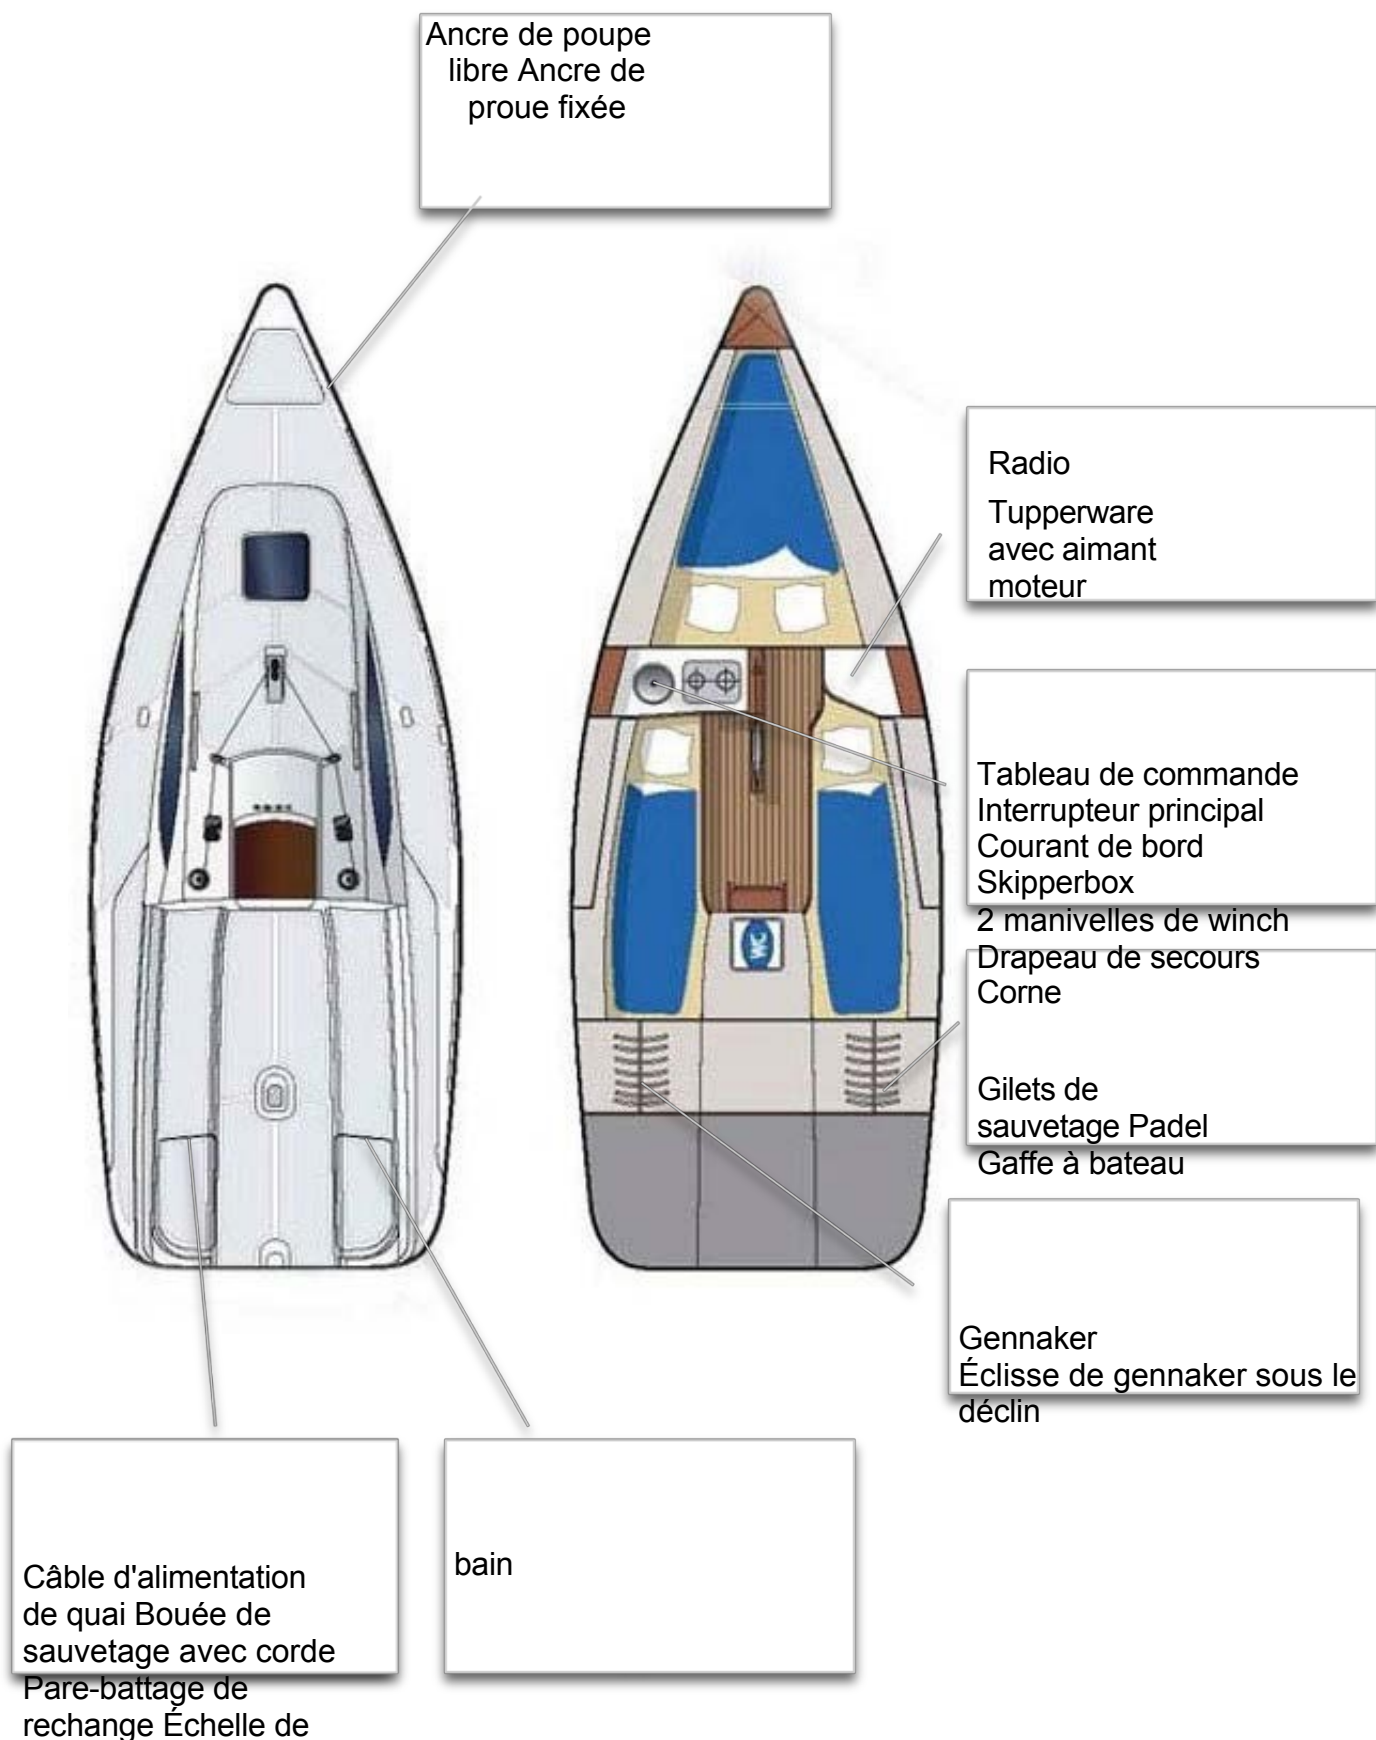 Ancre de poupe
libre Ancre de
proue fixée
Radio
Tupperware
avec aimant
moteur
Tableau de commande
Interrupteur principal
Courant de bord
Skipperbox
2 manivelles de winch
Drapeau de secours
Corne
WC
Gilets de
sauvetage Padel
Gaffe à bateau
Gennaker
Éclisse de gennaker sous le
déclin
Câble d'alimentation
de quai Bouée de
sauvetage avec corde
Pare-battage de
rechange Échelle de
bain